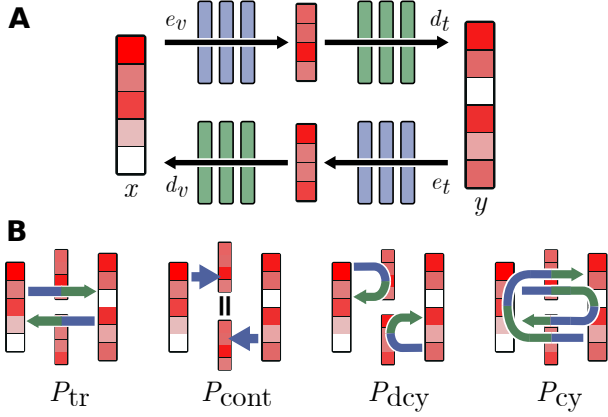 A
e_v
d_t
x
d_v
e_t
y
B
P_tr
P_cont
P_dcy
P_cy